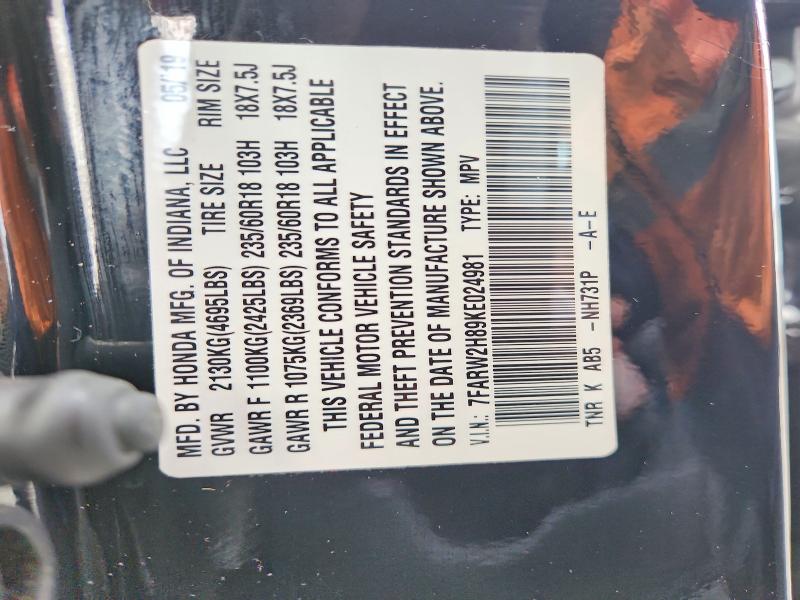 MFD. BY HONDA MFG. OF INDIANA, LLC 05/19
GVWR 2130KG(4695LBS) TIRE SIZE RIM SIZE
GAWR F 1100KG(2425LBS) 235/60R18 103H 18X7.5J
GAWR R 1075KG(2369LBS) 235/60R18 103H 18X7.5J
THIS VEHICLE CONFORMS TO ALL APPLICABLE
FEDERAL MOTOR VEHICLE SAFETY
AND THEFT PREVENTION STANDARDS IN EFFECT
ON THE DATE OF MANUFACTURE SHOWN ABOVE.
V.I.N.: 7FARW2H89KE024981 TYPE: MPV
TNR K AB5 -NH731P -A-E